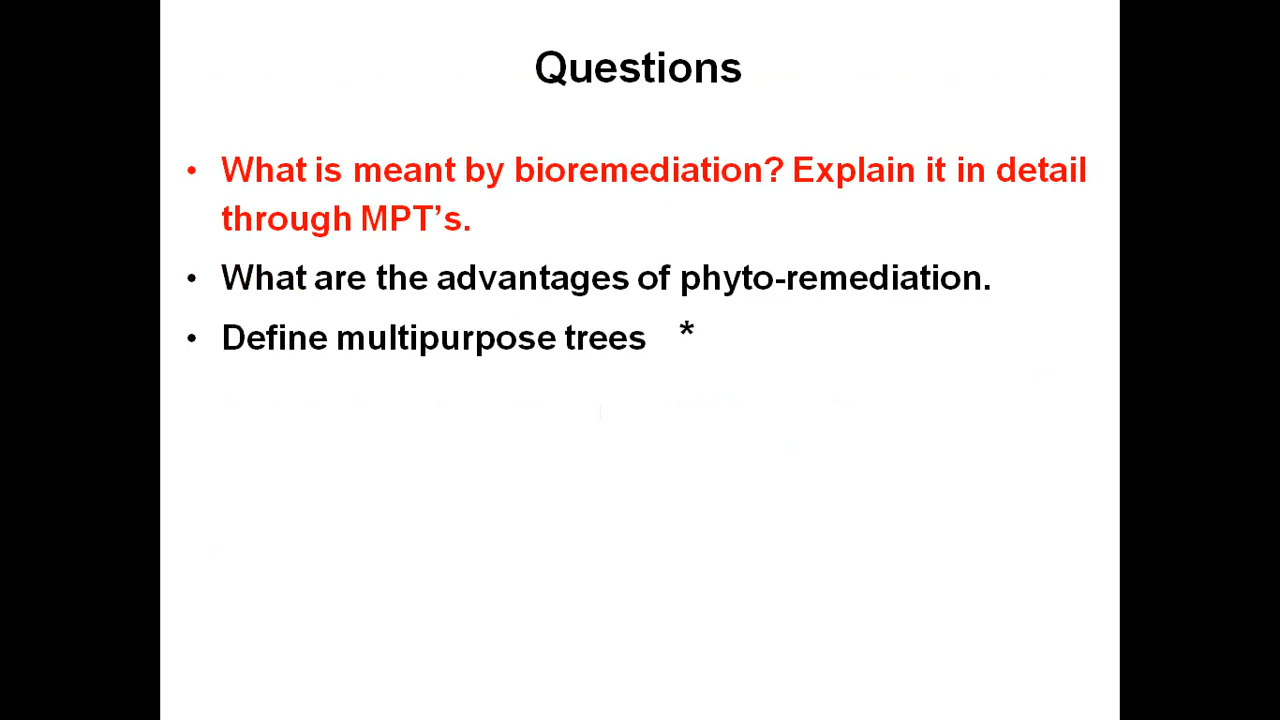 Questions
• What is meant by bioremediation? Explain it in detail
through MPT’s.
• What are the advantages of phyto-remediation.
• Define multipurpose trees *